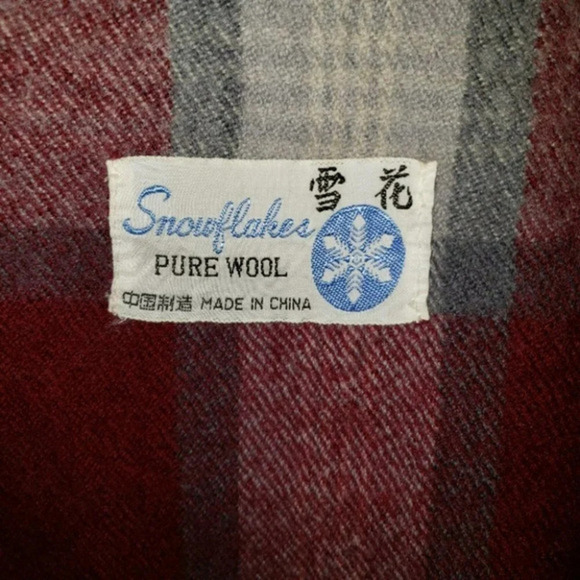 雪花
Snowflakes
PURE WOOL
中国制造 MADE IN CHINA